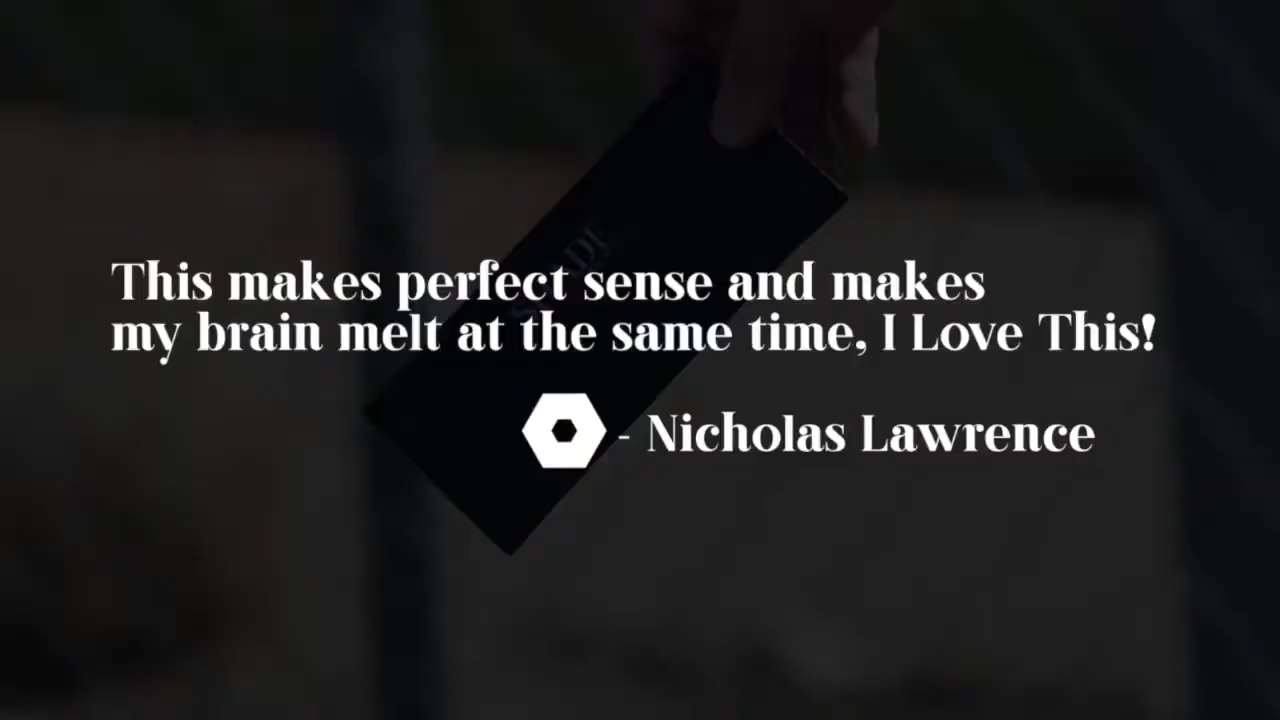 This makes perfect sense and makes
my brain melt at the same time, I Love This!
- Nicholas Lawrence